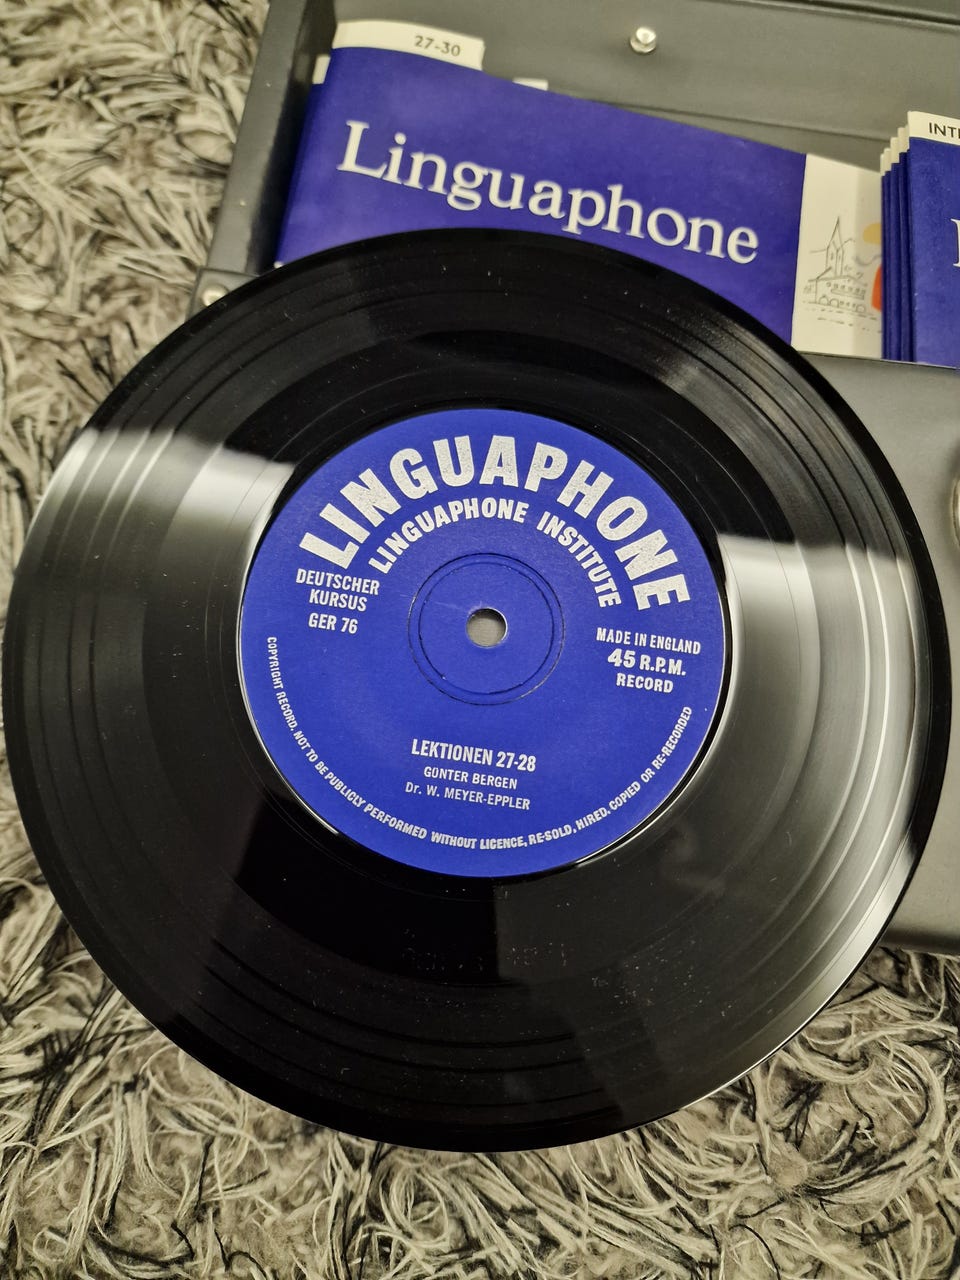 27-30
Linguaphone
LINGUAPHONE
LINGUAPHONE INSTITUTE
DEUTSCHER
KURSUS
GER 76
MADE IN ENGLAND
45 R.P.M.
RECORD
LEKTIONEN 27-28
GÜNTER BERGEN
Dr. W. MEYER-EPPLER
COPYRIGHT RECORD. NOT TO BE PUBLICLY PERFORMED WITHOUT LICENCE, RE-SOLD, HIRED, COPIED OR RE-RECORDED